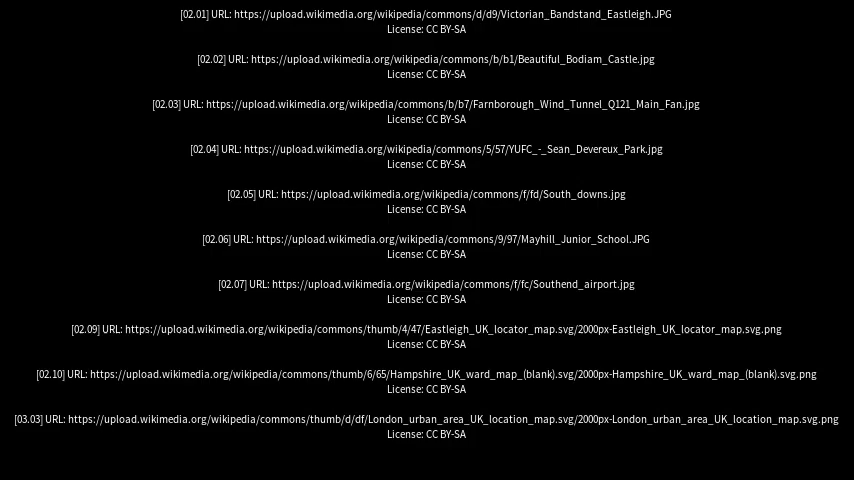 [02.01] URL: https://upload.wikimedia.org/wikipedia/commons/d/d9/Victorian_Bandstand_Eastleigh.JPG
License: CC BY-SA
[02.02] URL: https://upload.wikimedia.org/wikipedia/commons/b/b1/Beautiful_Bodiam_Castle.jpg
License: CC BY-SA
[02.03] URL: https://upload.wikimedia.org/wikipedia/commons/b/b7/Farnborough_Wind_Tunnel_Q121_Main_Fan.jpg
License: CC BY-SA
[02.04] URL: https://upload.wikimedia.org/wikipedia/commons/5/57/YUFC_-_Sean_Devereux_Park.jpg
License: CC BY-SA
[02.05] URL: https://upload.wikimedia.org/wikipedia/commons/f/fd/South_downs.jpg
License: CC BY-SA
[02.06] URL: https://upload.wikimedia.org/wikipedia/commons/9/97/Mayhill_Junior_School.JPG
License: CC BY-SA
[02.07] URL: https://upload.wikimedia.org/wikipedia/commons/f/fc/Southend_airport.jpg
License: CC BY-SA
[02.09] URL: https://upload.wikimedia.org/wikipedia/commons/thumb/4/47/Eastleigh_UK_locator_map.svg/2000px-Eastleigh_UK_locator_map.svg.png
License: CC BY-SA
[02.10] URL: https://upload.wikimedia.org/wikipedia/commons/thumb/6/65/Hampshire_UK_ward_map_(blank).svg/2000px-Hampshire_UK_ward_map_(blank).svg.png
License: CC BY-SA
[03.03] URL: https://upload.wikimedia.org/wikipedia/commons/thumb/d/df/London_urban_area_UK_location_map.svg/2000px-London_urban_area_UK_location_map.svg.png
License: CC BY-SA